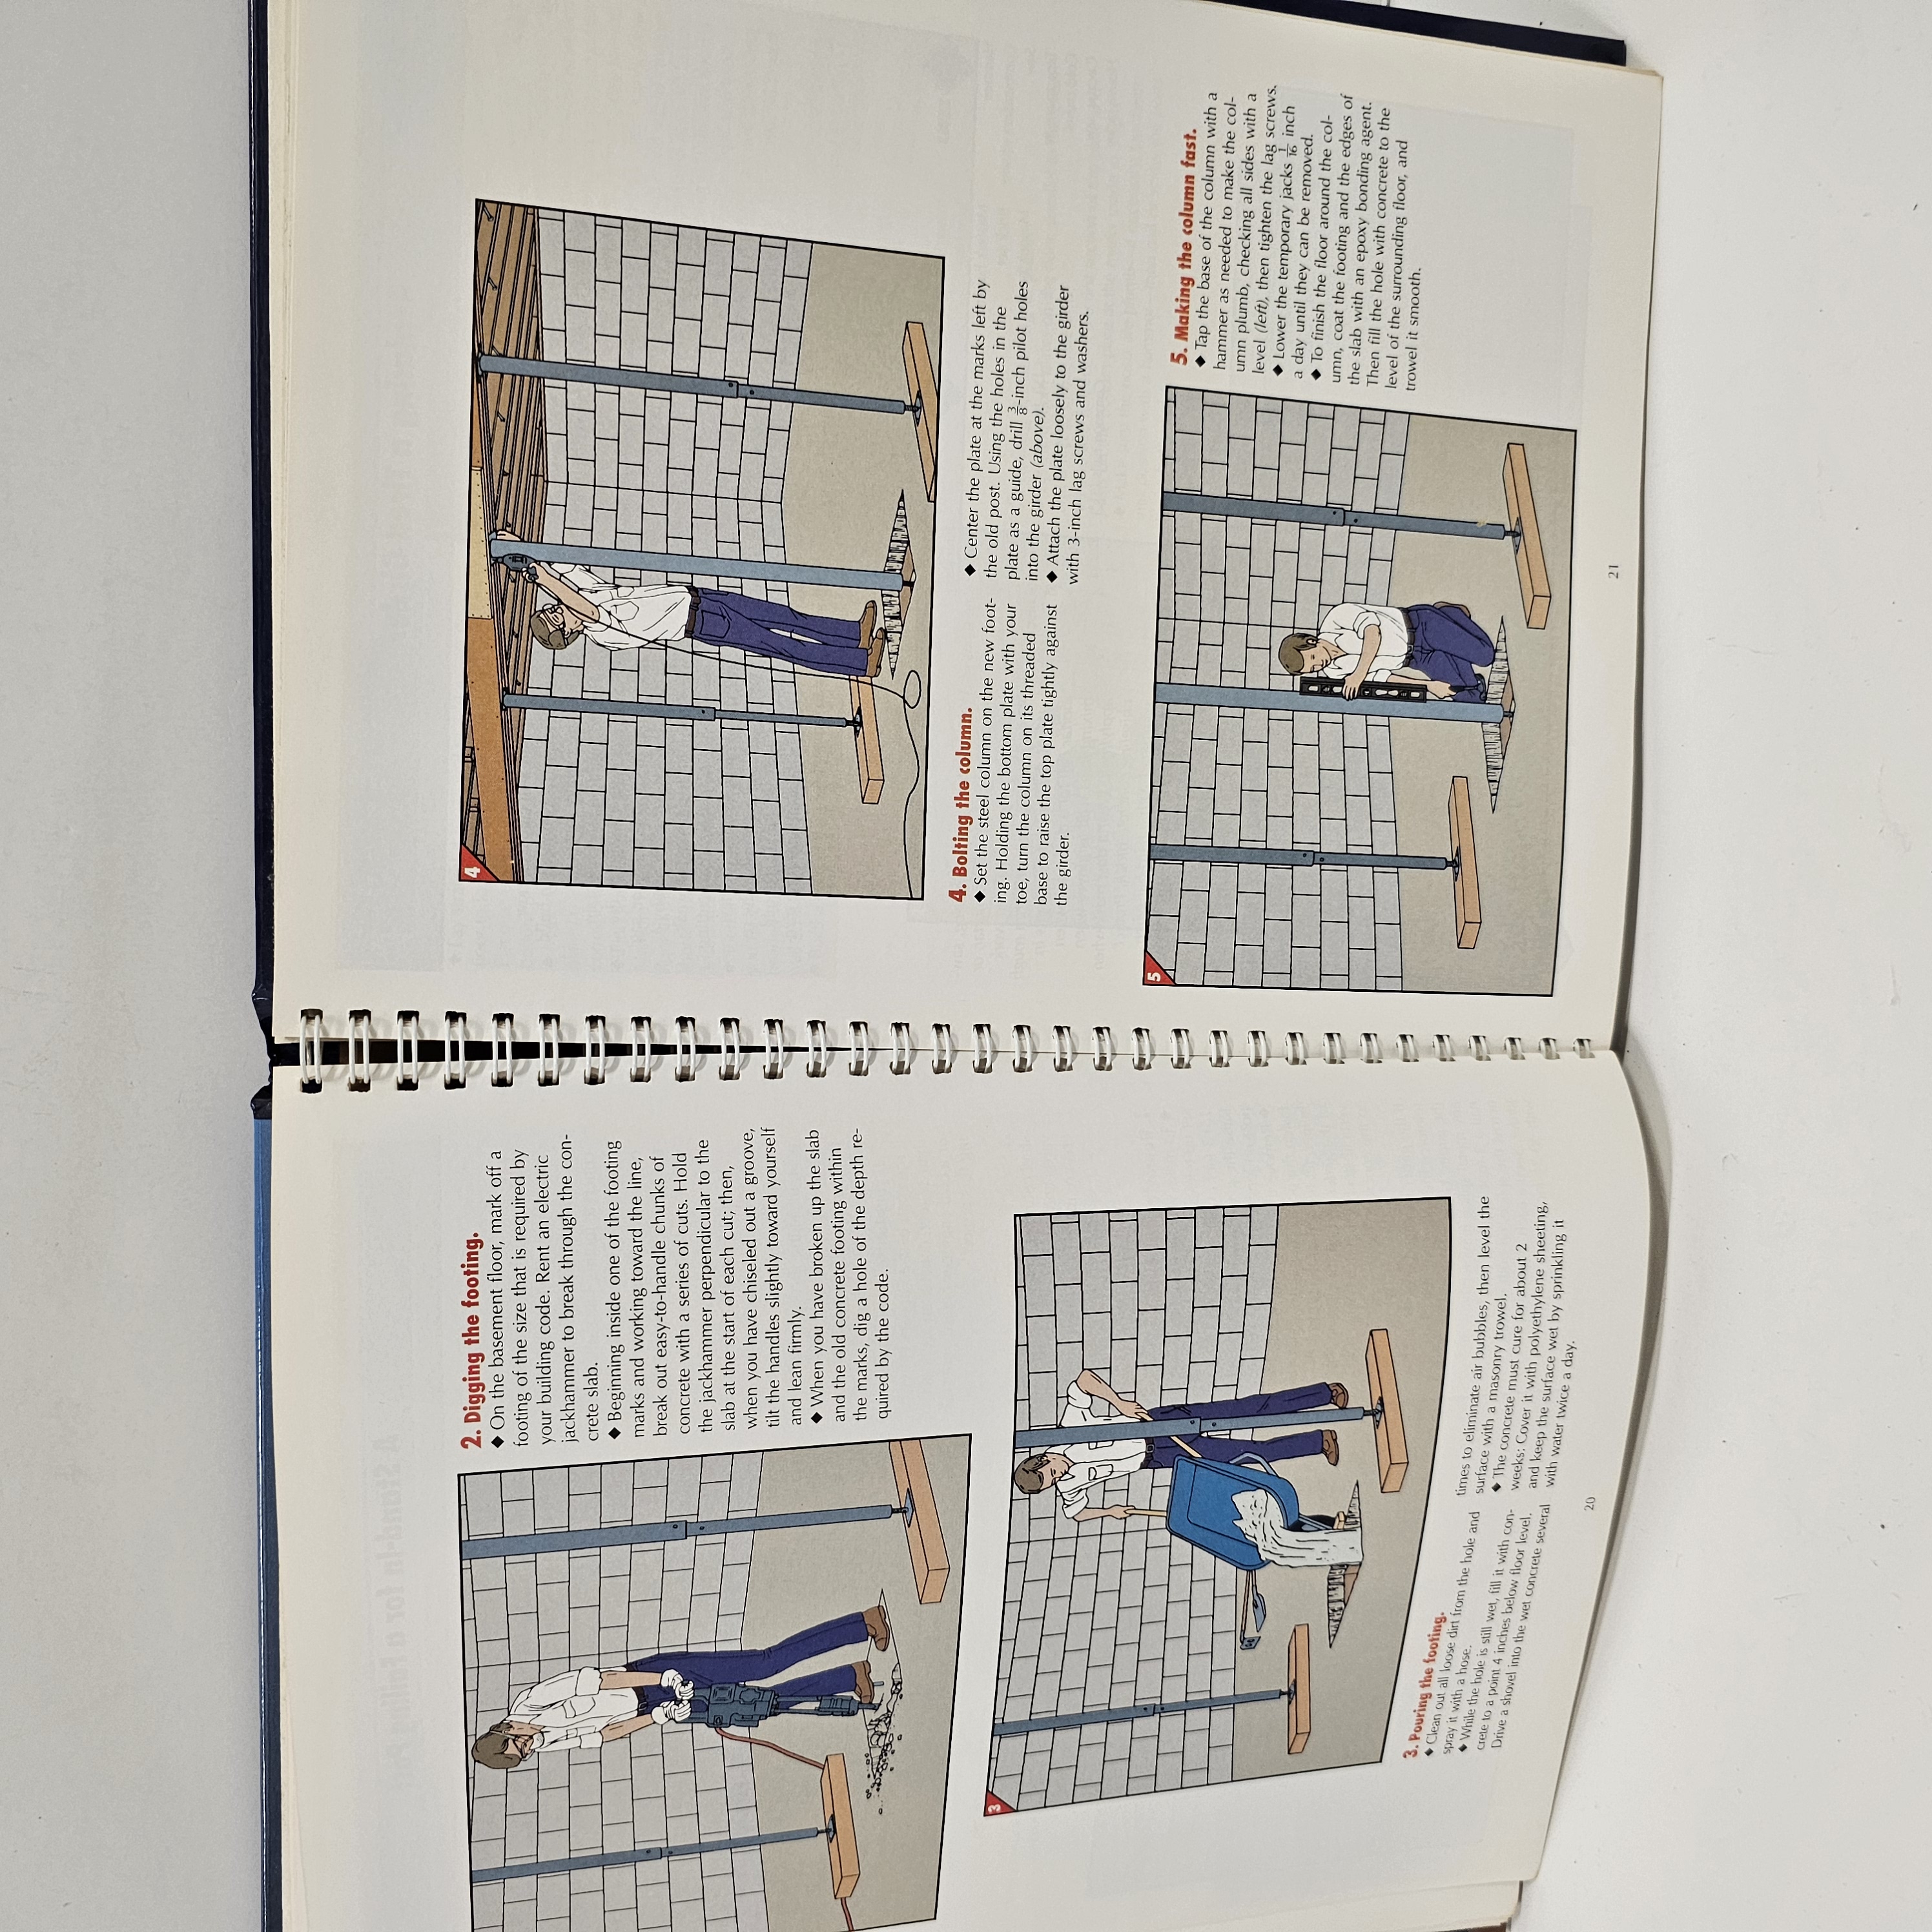 2. Digging the footing.
◆ On the basement floor, mark off a
footing of the size that is required by
your building code. Rent an electric
jackhammer to break through the con-
crete slab.
◆ Beginning inside one of the footing
marks and working toward the line,
break out easy-to-handle chunks of
concrete with a series of cuts. Hold
the jackhammer perpendicular to the
slab at the start of each cut; then,
when you have chiseled out a groove,
tilt the handles slightly toward yourself
and lean firmly.
◆ When you have broken up the slab
and the old concrete footing within
the marks, dig a hole of the depth re-
quired by the code.
3
3. Pouring the footing.
◆ Clean out all loose dirt from the hole and
spray it with a hose.
◆ While the hole is still wet, fill it with con-
crete to a point 4 inches below floor level.
Drive a shovel into the wet concrete several
times to eliminate air bubbles, then level the
surface with a masonry trowel.
◆ The concrete must cure for about 2
weeks: Cover it with polyethylene sheeting,
and keep the surface wet by sprinkling it
with water twice a day.
20
4
4. Bolting the column.
◆ Set the steel column on the new foot-
ing. Holding the bottom plate with your
toe, turn the column on its threaded
base to raise the top plate tightly against
the girder.
◆ Center the plate at the marks left by
the old post. Using the holes in the
plate as a guide, drill 3/8-inch pilot holes
into the girder (above).
◆ Attach the plate loosely to the girder
with 3-inch lag screws and washers.
5
5. Making the column fast.
◆ Tap the base of the column with a
hammer as needed to make the col-
umn plumb, checking all sides with a
level (left), then tighten the lag screws.
◆ Lower the temporary jacks 1/16 inch
a day until they can be removed.
◆ To finish the floor around the col-
umn, coat the footing and the edges of
the slab with an epoxy bonding agent.
Then fill the hole with concrete to the
level of the surrounding floor, and
trowel it smooth.
21